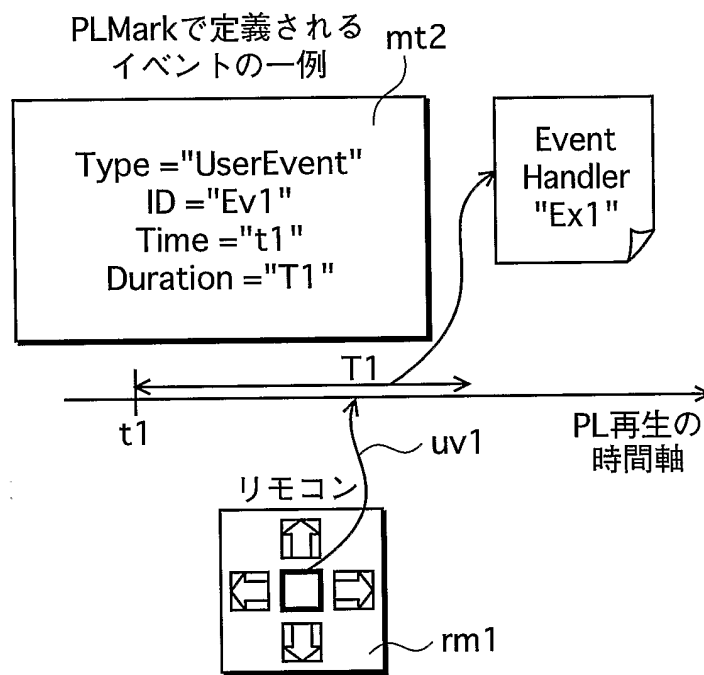 PLMarkで定義される
イベントの一例
mt2
Type ="UserEvent"
ID ="Ev1"
Time ="t1"
Duration ="T1"
Event
Handler
"Ex1"
T1
t1
PL再生の
時間軸
uv1
リモコン
rm1